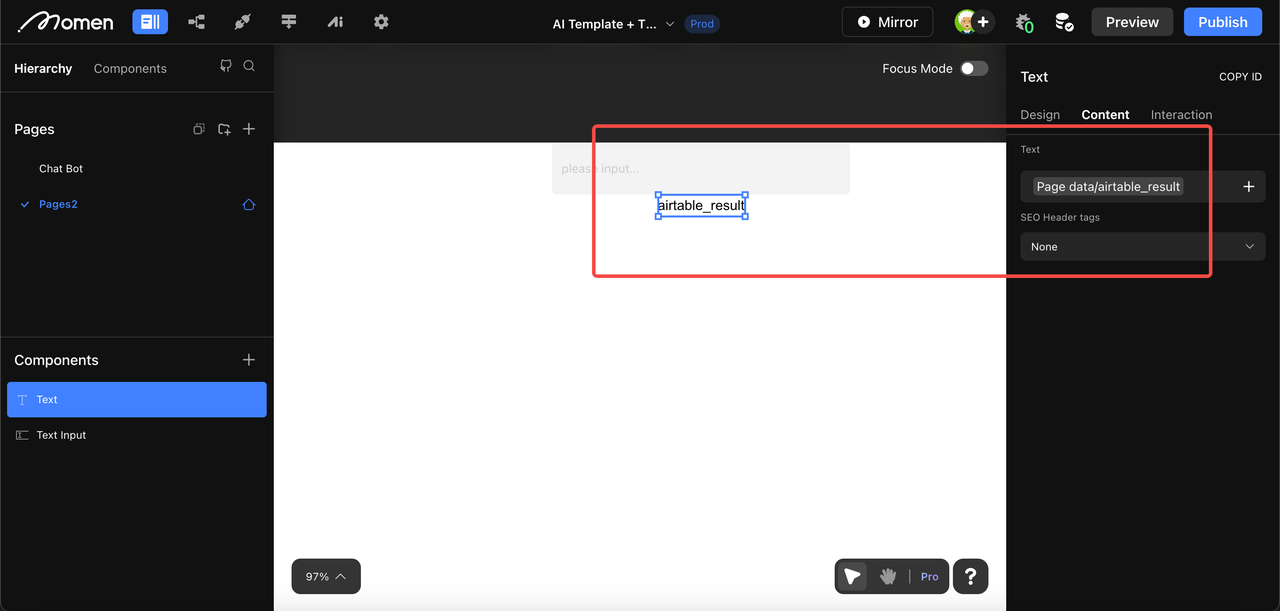 Momen
Ai
AI Template + T...
Prod
Mirror
0
Preview
Publish
Hierarchy
Components
Focus Mode
Text
COPY ID
Design
Content
Interaction
Pages
Chat Bot
Pages2
please input...
airtable_result
Text
Page data/airtable_result
SEO Header tags
None
Components
Text
Text Input
97%
Pro
?